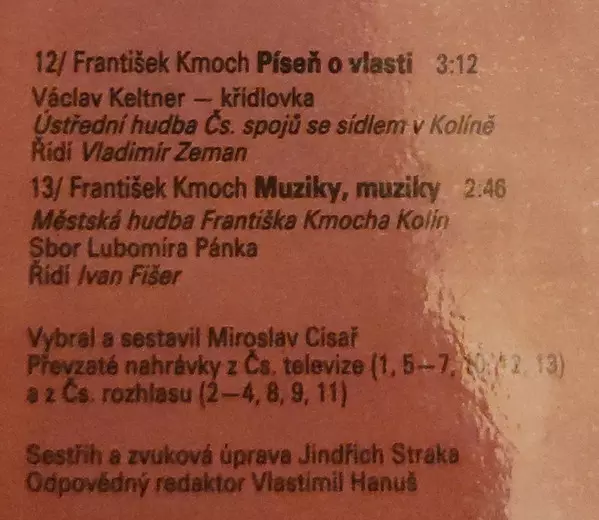 12/ František Kmoch Píseň o vlasti 3:12
Václav Keltner – křídlovka
Ústřední hudba Čs. spojů se sídlem v Kolíně
Řídí Vladimír Zeman
13/ František Kmoch Muziky, muziky 2:46
Městská hudba Františka Kmocha Kolín
Sbor Lubomíra Pánka
Řídí Ivan Fišer
Vybral a sestavil Miroslav Císař
Převzaté nahrávky z Čs. televize (1, 5–7, 10, 12, 13)
a z Čs. rozhlasu (2–4, 8, 9, 11)
Sestřih a zvuková úprava Jindřich Straka
Odpovědný redaktor Vlastimil Hanuš